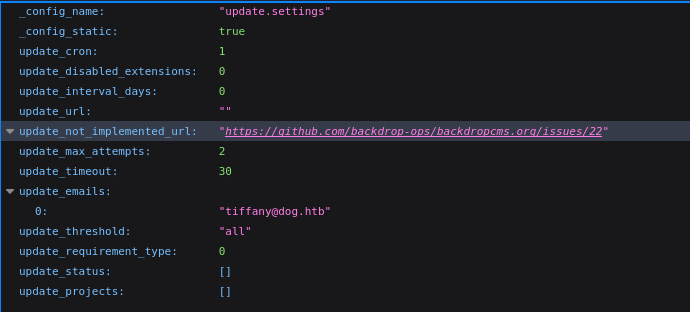 _config_name: "update.settings"
_config_static: true
update_cron: 1
update_disabled_extensions: 0
update_interval_days: 0
update_url: ""
update_not_implemented_url: "https://github.com/backdrop-ops/backdropcms.org/issues/22"
update_max_attempts: 2
update_timeout: 30
update_emails:
0: "tiffany@dog.htb"
update_threshold: "all"
update_requirement_type: 0
update_status: []
update_projects: []